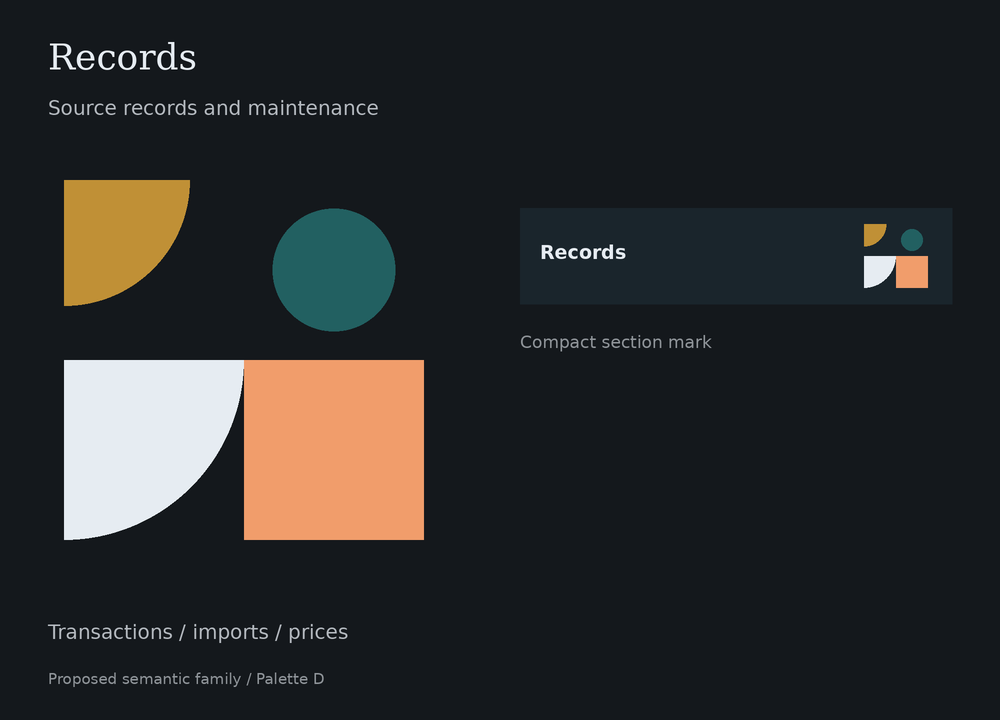 Records
Source records and maintenance
Records
Compact section mark
Transactions / imports / prices
Proposed semantic family / Palette D